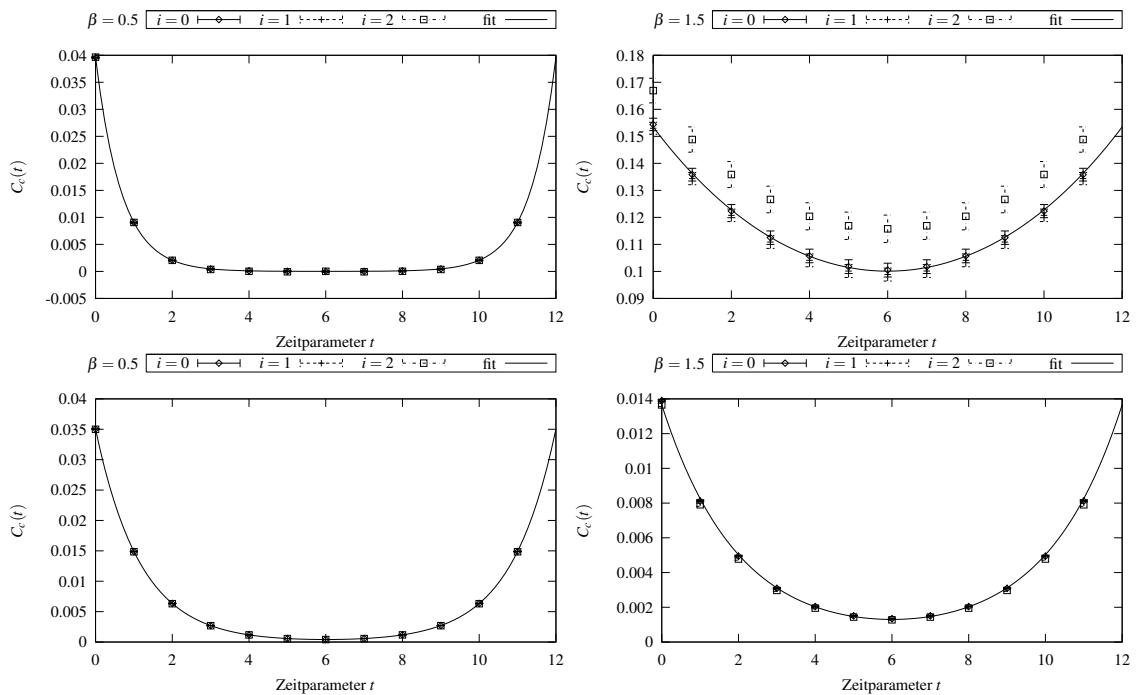 β = 0.5 i = 0 i = 1 i = 2 fit
0.04
0.035
0.03
0.025
0.02
0.015
0.01
0.005
0
-0.005
C_c(t)
0 2 4 6 8 10 12
Zeitparameter t
β = 1.5 i = 0 i = 1 i = 2 fit
0.18
0.17
0.16
0.15
0.14
0.13
0.12
0.11
0.1
0.09
C_c(t)
0 2 4 6 8 10 12
Zeitparameter t
β = 0.5 i = 0 i = 1 i = 2 fit
0.04
0.035
0.03
0.025
0.02
0.015
0.01
0.005
0
C_c(t)
0 2 4 6 8 10 12
Zeitparameter t
β = 1.5 i = 0 i = 1 i = 2 fit
0.014
0.012
0.01
0.008
0.006
0.004
0.002
0
C_c(t)
0 2 4 6 8 10 12
Zeitparameter t